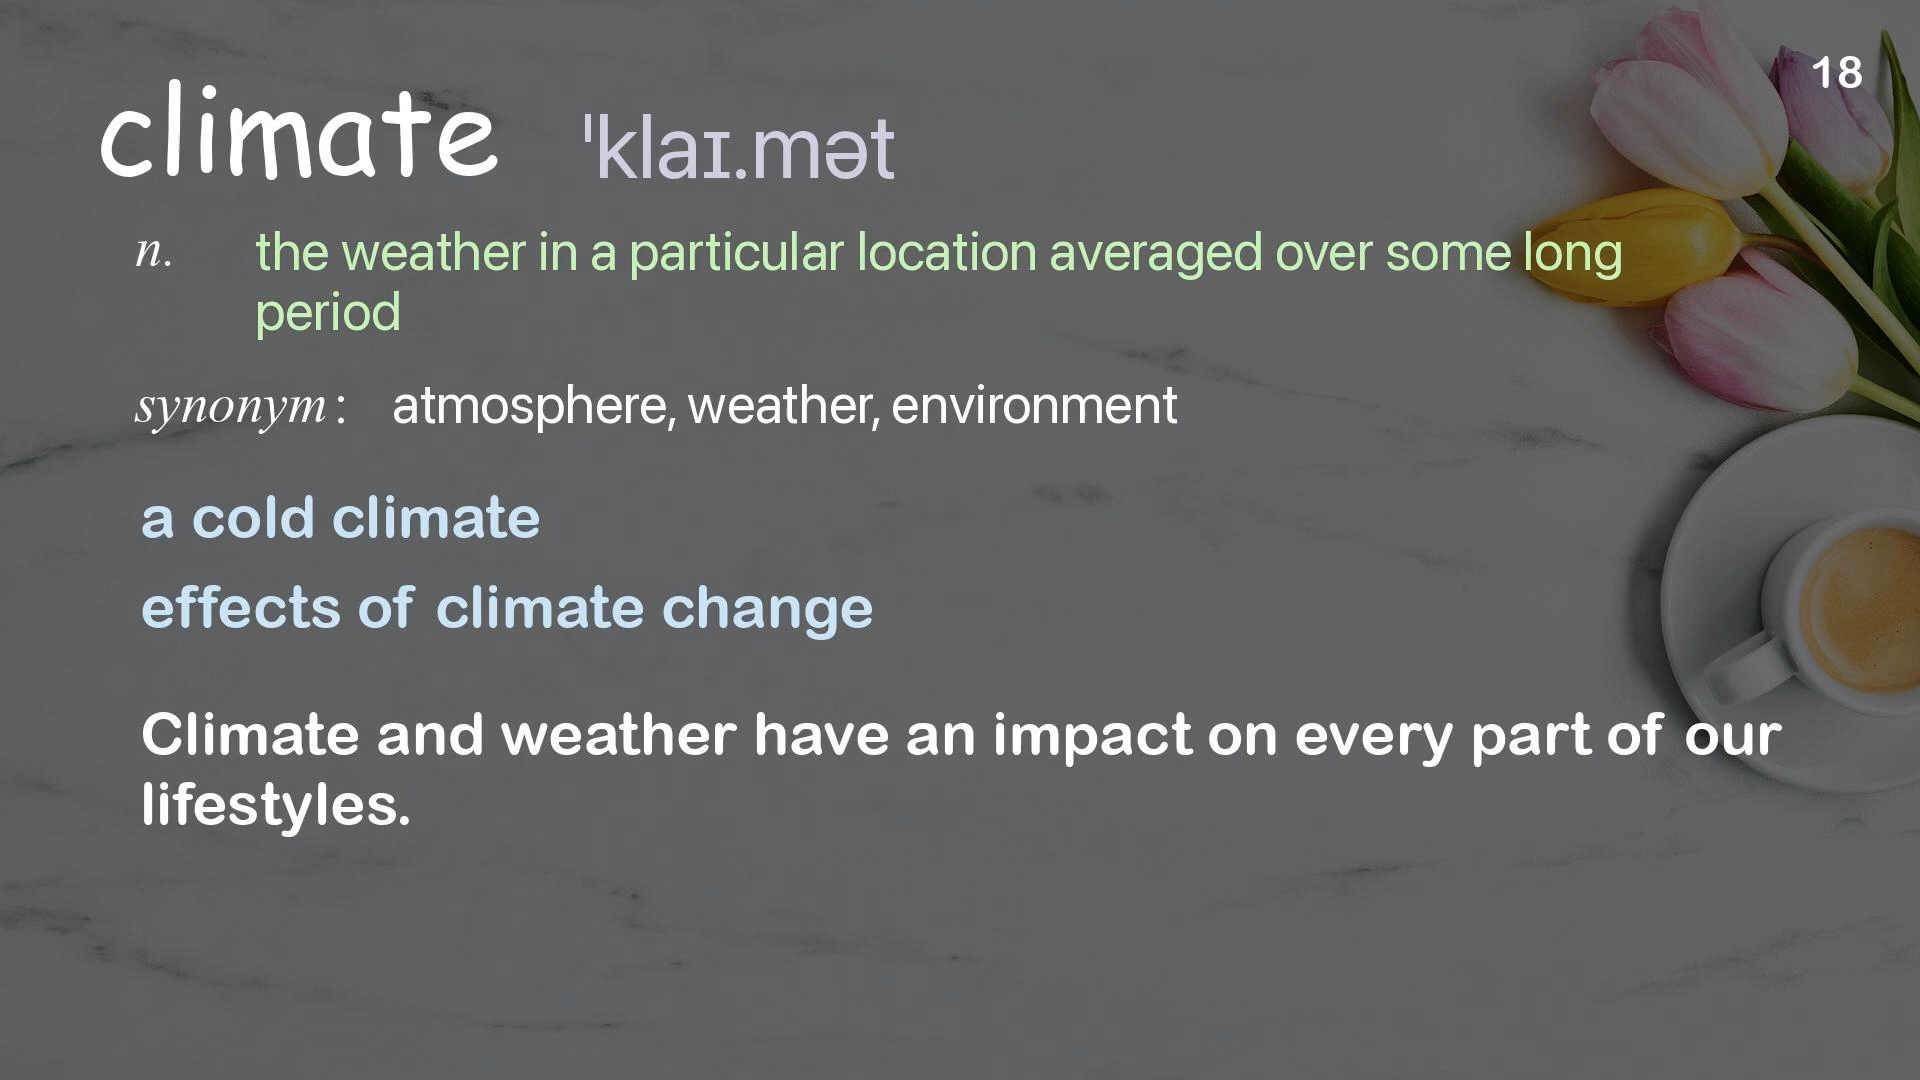 18
climate ˈklaɪ.mət
n. the weather in a particular location averaged over some long
period
synonym: atmosphere, weather, environment
a cold climate
effects of climate change
Climate and weather have an impact on every part of our
lifestyles.